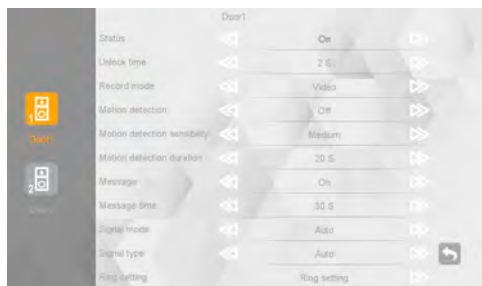 Door1
Status On
Unlock time 2 S
Record mode Video
Motion detection Off
Motion detection sensibility Medium
Motion detection duration 20 S
Message On
Message time 30 S
Signal mode Auto
Signal type Auto
Ring setting Ring setting
1
Door1
2